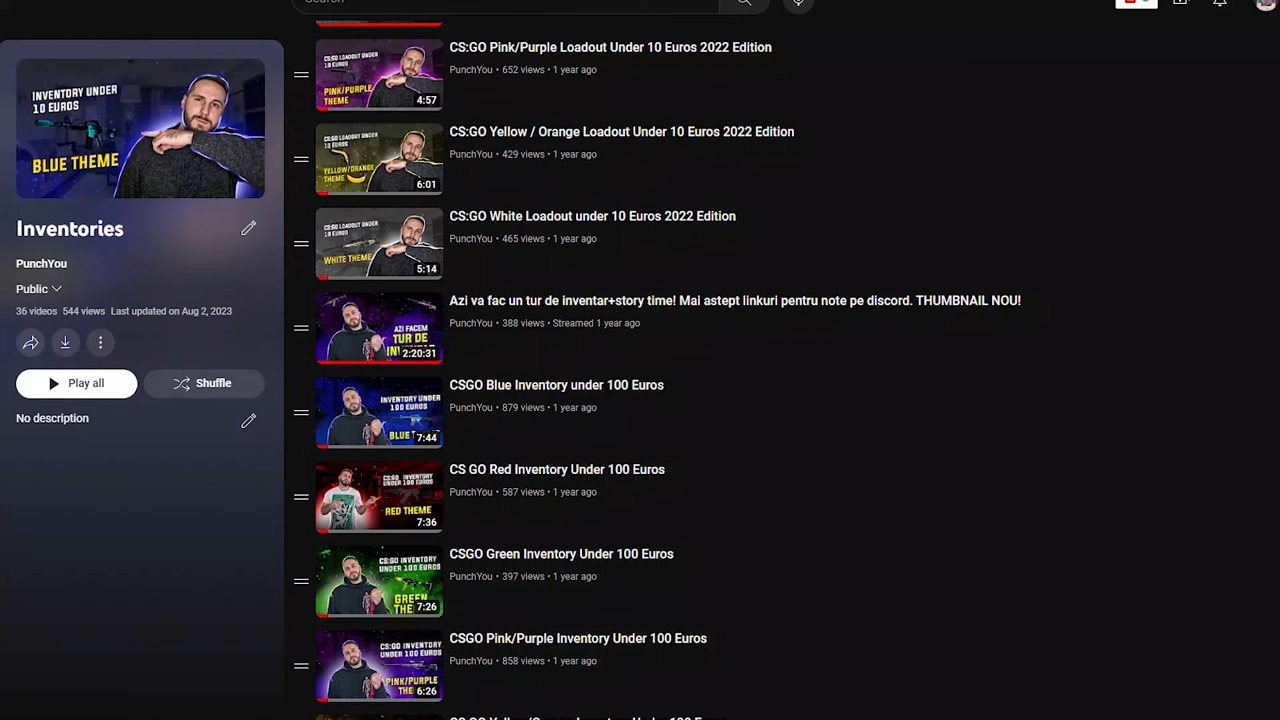 Search
INVENTORY UNDER
10 EUROS
BLUE THEME
Inventories
PunchYou
Public
36 videos 544 views Last updated on Aug 2, 2023
Play all
Shuffle
No description
CS:GO LOADOUT UNDER
10 EUROS
PINK/PURPLE
THEME
4:57
CS:GO Pink/Purple Loadout Under 10 Euros 2022 Edition
PunchYou • 652 views • 1 year ago
CS:GO LOADOUT UNDER
10 EUROS
YELLOW/ORANGE
THEME
6:01
CS:GO Yellow / Orange Loadout Under 10 Euros 2022 Edition
PunchYou • 429 views • 1 year ago
CS:GO LOADOUT UNDER
10 EUROS
WHITE THEME
5:14
CS:GO White Loadout under 10 Euros 2022 Edition
PunchYou • 465 views • 1 year ago
AZI FACEM
TUR DE
2:20:31
Azi va fac un tur de inventar+story time! Mai astept linkuri pentru note pe discord. THUMBNAIL NOU!
PunchYou • 388 views • Streamed 1 year ago
INVENTORY UNDER
100 EUROS
7:44
CSGO Blue Inventory under 100 Euros
PunchYou • 879 views • 1 year ago
CS:GO INVENTORY
UNDER 100 EUROS
RED THEME
7:36
CS GO Red Inventory Under 100 Euros
PunchYou • 587 views • 1 year ago
CS:GO INVENTORY
UNDER 100 EUROS
GREEN
7:26
CSGO Green Inventory Under 100 Euros
PunchYou • 397 views • 1 year ago
CS:GO INVENTORY
UNDER 100 EUROS
PINK/PURPLE
6:26
CSGO Pink/Purple Inventory Under 100 Euros
PunchYou • 858 views • 1 year ago